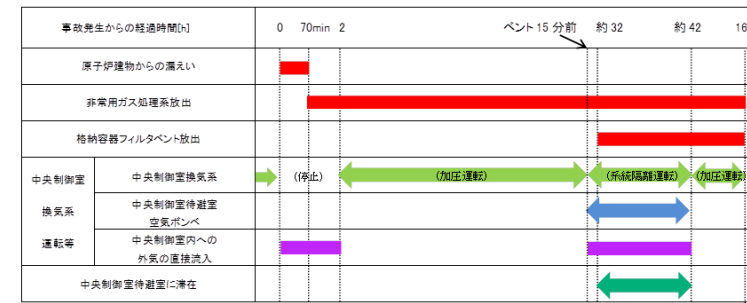 事故発生からの経過時間[h] 0 70min 2 ベント 15 分前 約 32 約 42 16
原子炉建物からの漏えい
非常用ガス処理系放出
格納容器フィルタベント放出
中央制御室
換気系
運転等
中央制御室換気系 (停止) (加圧運転) (系統隔離運転) (加圧運転)
中央制御室待避室
空気ボンベ
中央制御室内への
外気の直接流入
中央制御室待避室に滞在